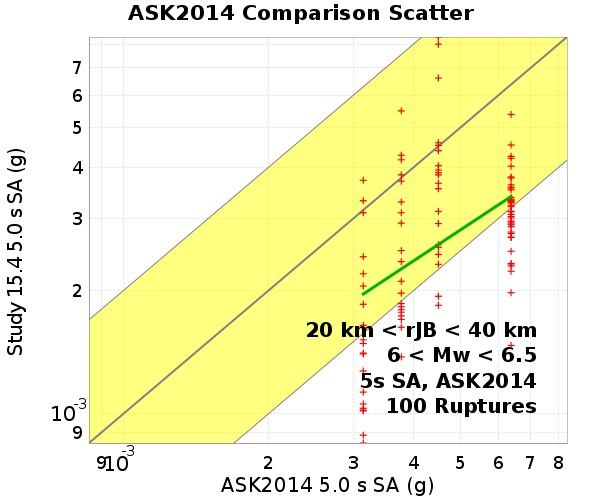 ASK2014 Comparison Scatter
Study 15.4 5.0 s SA (g)
7
6
5
4
3
2
10-3
9
20 km < rJB < 40 km
6 < Mw < 6.5
5s SA, ASK2014
100 Ruptures
9 10-3 2 3 4 5 6 7 8
ASK2014 5.0 s SA (g)